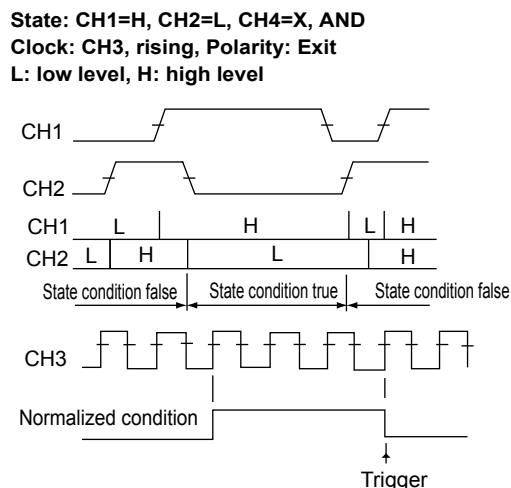 State: CH1=H, CH2=L, CH4=X, AND
Clock: CH3, rising, Polarity: Exit
L: low level, H: high level
CH1
CH2
CH1 L H L H
CH2 L H L H
State condition false State condition true State condition false
CH3
Normalized condition
Trigger